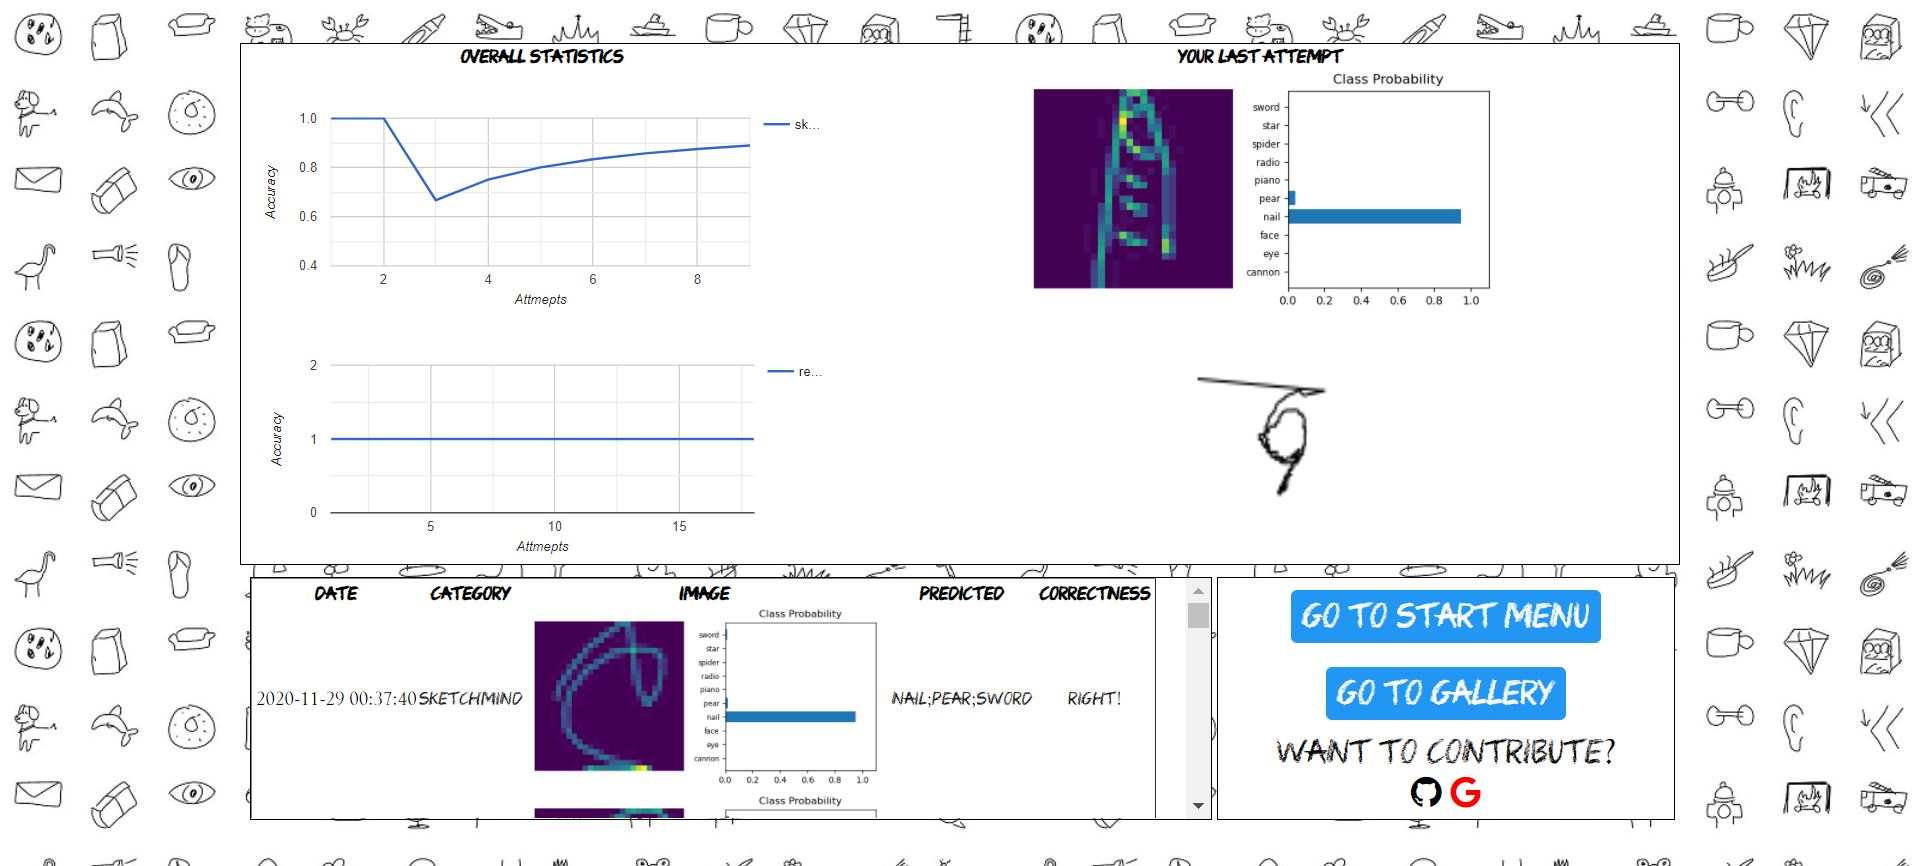 OVERALL STATISTICS
1.0
0.8
0.6
0.4
Accuracy
2 4 6 8
Attmepts
sk...
2
1
0
Accuracy
5 10 15
Attmepts
re...
YOUR LAST ATTEMPT
Class Probability
sword
star
spider
radio
piano
pear
nail
face
eye
cannon
0.0 0.2 0.4 0.6 0.8 1.0
DATE CATEGORY IMAGE PREDICTED CORRECTNESS
2020-11-29 00:37:40 SKETCHMIND
Class Probability
sword
star
spider
radio
piano
pear
nail
face
eye
cannon
0.0 0.2 0.4 0.6 0.8 1.0
NAIL;PEAR;SWORD RIGHT!
Class Probability
GO TO START MENU
GO TO GALLERY
WANT TO CONTRIBUTE?
G